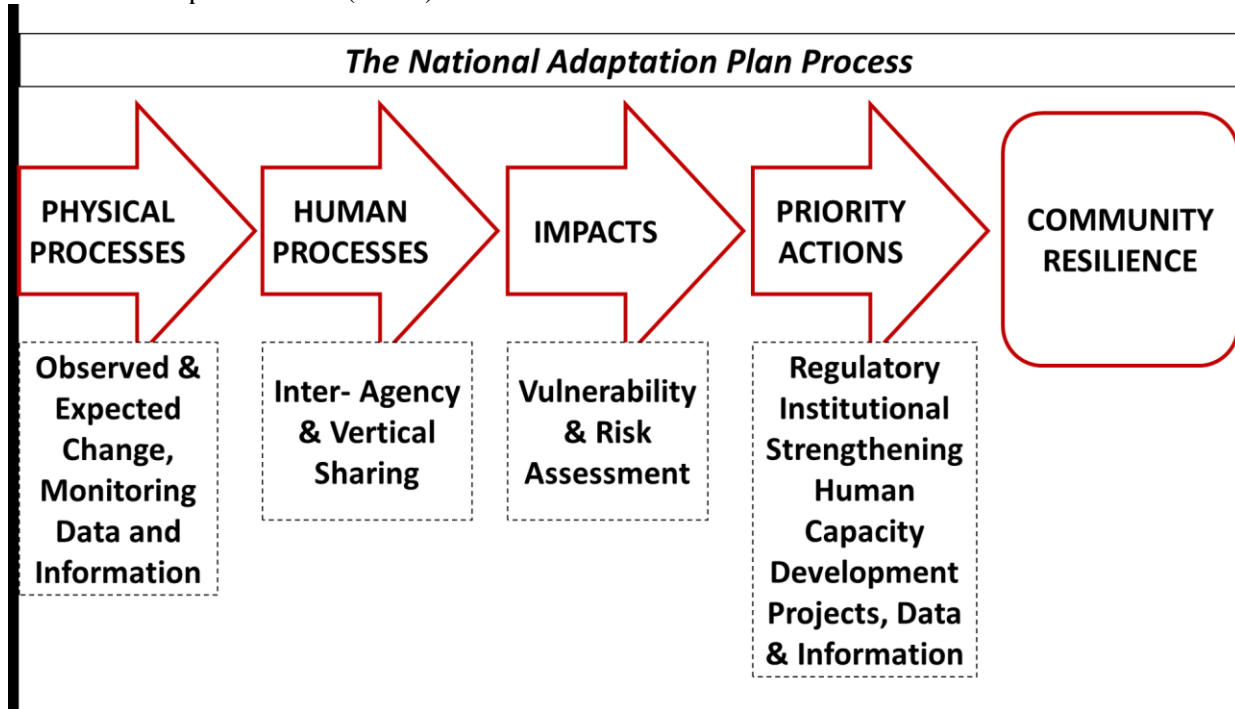 The National Adaptation Plan Process
PHYSICAL
PROCESSES
HUMAN
PROCESSES
IMPACTS
PRIORITY
ACTIONS
COMMUNITY
RESILIENCE
Observed &
Expected
Change,
Monitoring
Data and
Information
Inter- Agency
& Vertical
Sharing
Vulnerability
& Risk
Assessment
Regulatory
Institutional
Strengthening
Human
Capacity
Development
Projects, Data
& Information